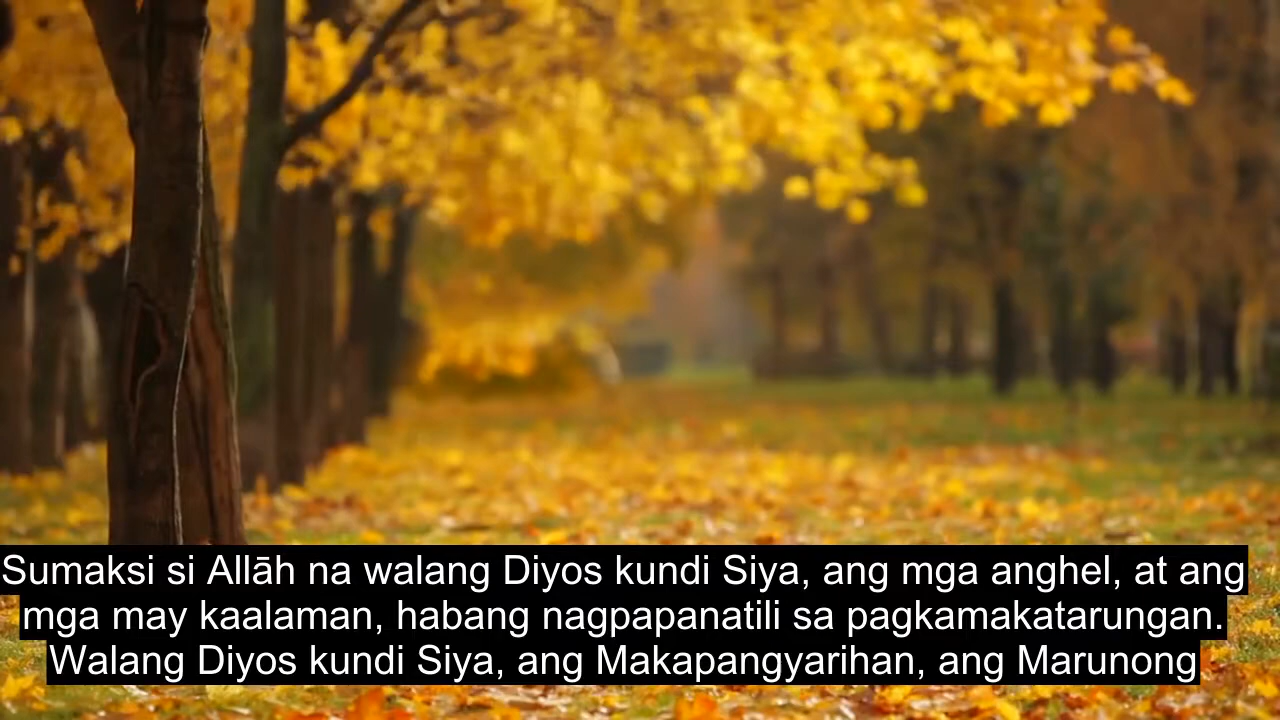 Sumaksi si Allāh na walang Diyos kundi Siya, ang mga anghel, at ang
mga may kaalaman, habang nagpapanatili sa pagkamakatarungan.
Walang Diyos kundi Siya, ang Makapangyarihan, ang Marunong